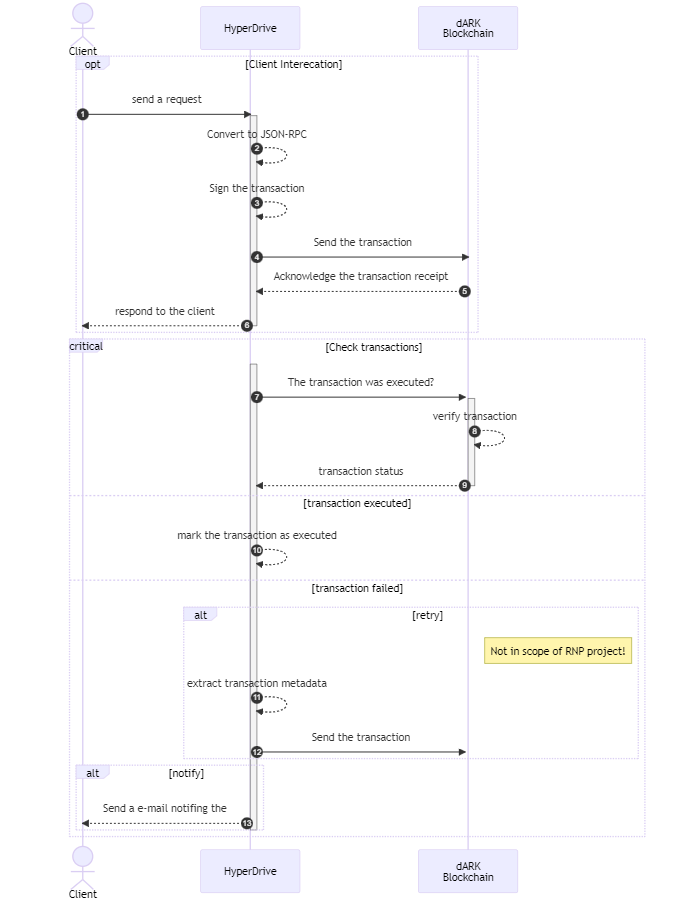 HyperDrive
dARK
Blockchain
Client
opt
[Client Interecation]
send a request
1
Convert to JSON-RPC
2
Sign the transaction
3
Send the transaction
4
Acknowledge the transaction receipt
5
respond to the client
6
critical
[Check transactions]
The transaction was executed?
7
verify transaction
8
transaction status
9
[transaction executed]
mark the transaction as executed
10
[transaction failed]
alt
[retry]
Not in scope of RNP project!
extract transaction metadata
11
Send the transaction
12
alt
[notify]
Send a e-mail notifing the
13
HyperDrive
dARK
Blockchain
Client